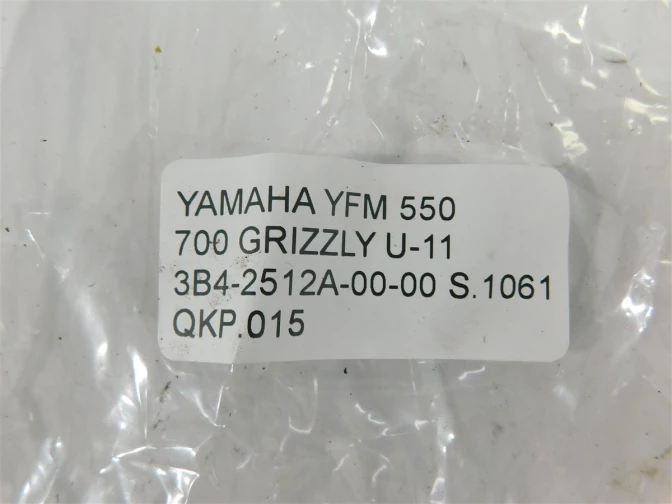 YAMAHA YFM 550
700 GRIZZLY U-11
3B4-2512A-00-00 S.1061
QKP.015